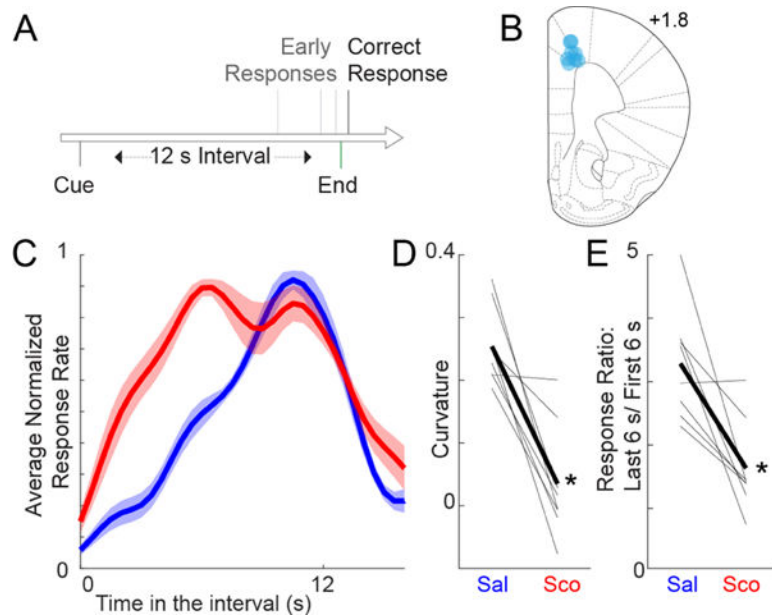 A
Early
Responses
Correct
Response
12 s Interval
Cue
End
B
+1.8
C
1
0
Average Normalized
Response Rate
0
12
Time in the interval (s)
D
0.4
0
Curvature
*
Sal
Sco
E
5
0
Response Ratio:
Last 6 s/ First 6 s
*
Sal
Sco